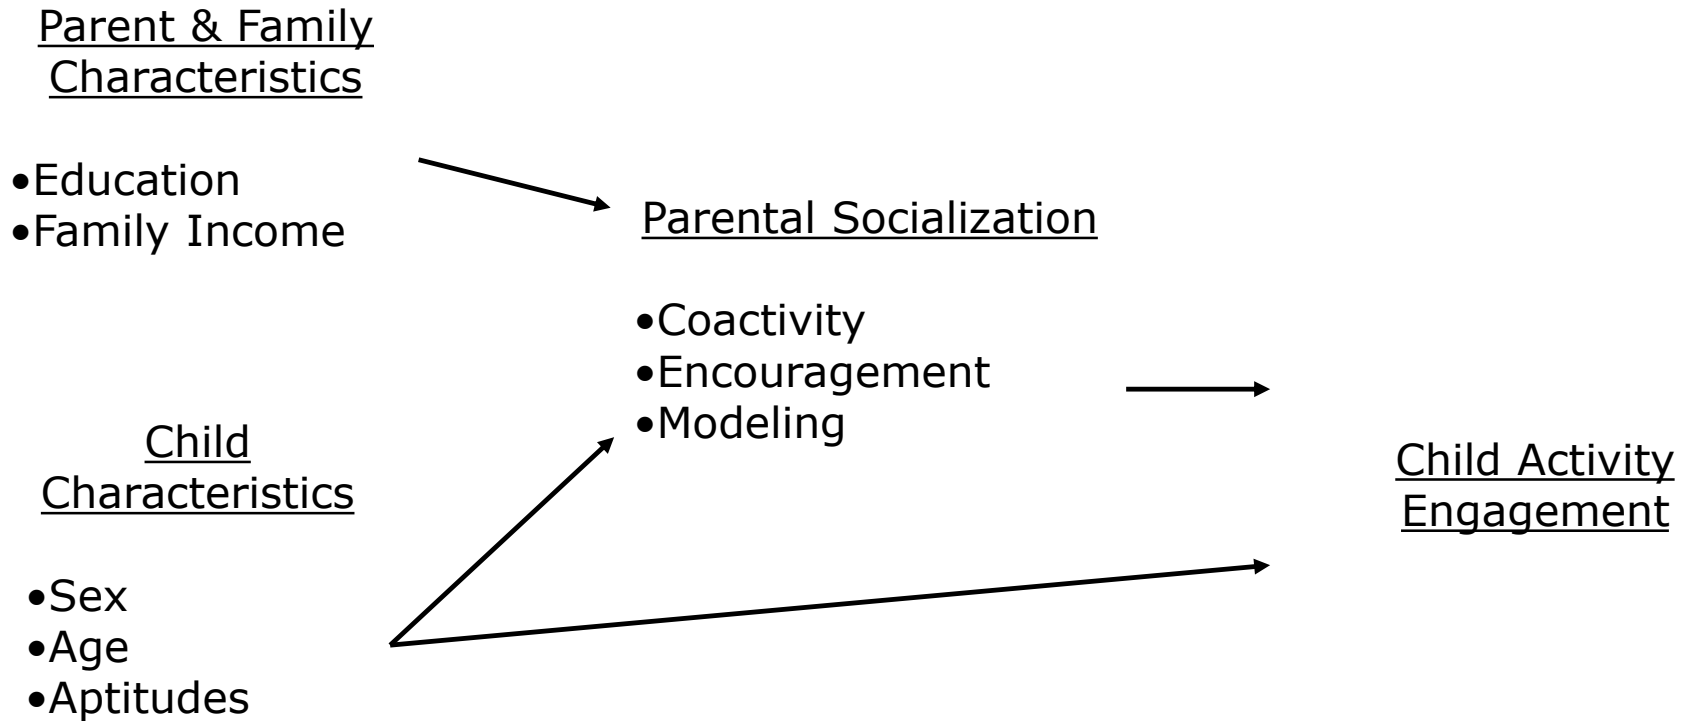 Parent & Family
Characteristics
•Education
•Family Income
Parental Socialization
•Coactivity
•Encouragement
•Modeling
Child
Characteristics
•Sex
•Age
•Aptitudes
Child Activity
Engagement